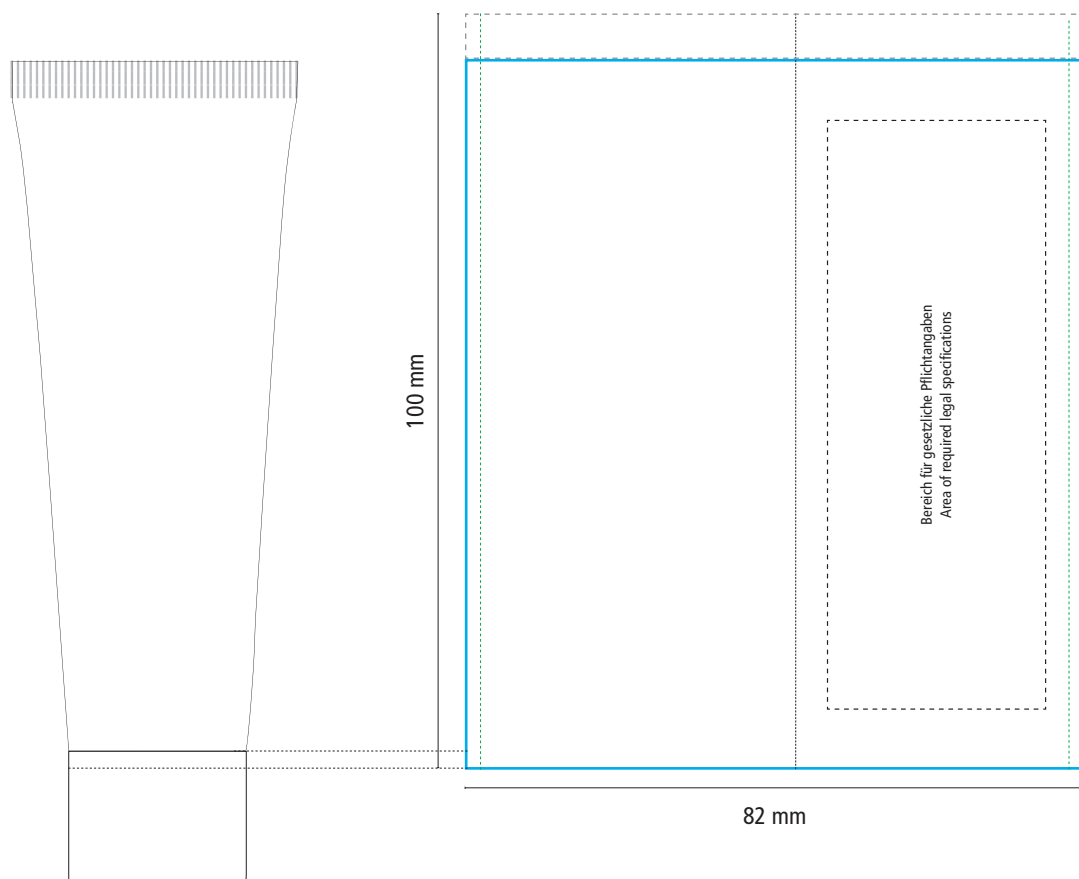 100 mm
Bereich für gesetzliche Pflichtangaben
Area of required legal specifications
82 mm